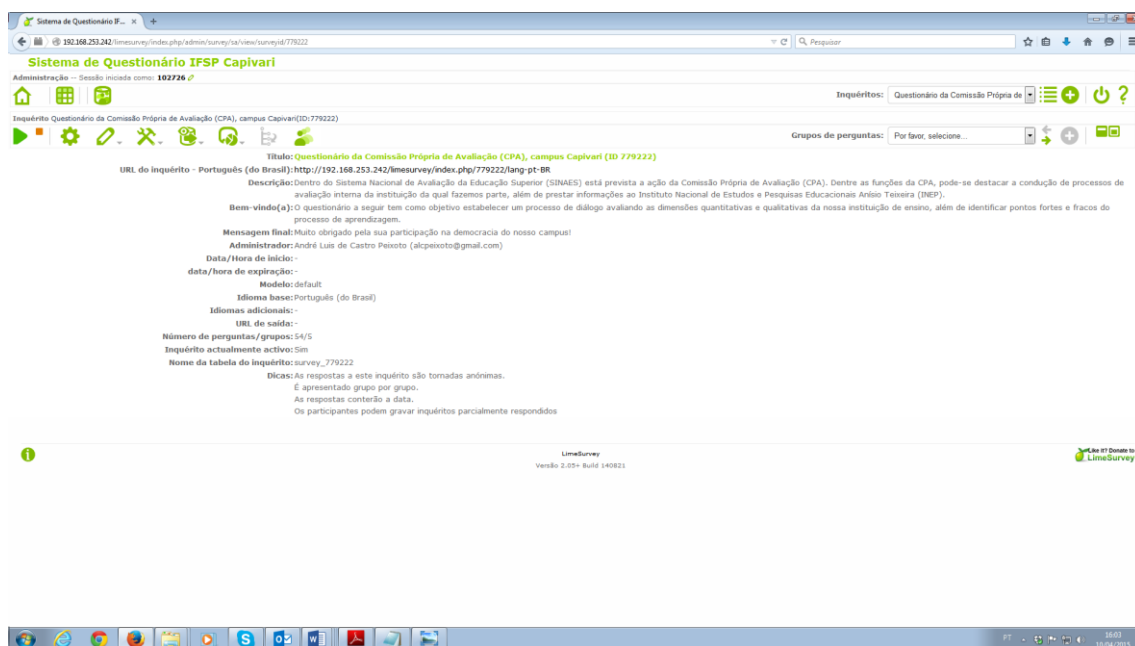 Sistema de Questionário IF...
192.168.253.242/limesurvey/index.php/admin/survey/sa/view/surveyid/779222
Pesquisar
Sistema de Questionário IFSP Capivari
Administração -- Sessão iniciada como: 102726
Inquéritos: Questionário da Comissão Própria de
Inquérito Questionário da Comissão Própria de Avaliação (CPA), campus Capivari(ID:779222)
Grupos de perguntas: Por favor, selecione...
Título: Questionário da Comissão Própria de Avaliação (CPA), campus Capivari (ID 779222)
URL do inquérito - Português (do Brasil): http://192.168.253.242/limesurvey/index.php/779222/lang-pt-BR
Descrição: Dentro do Sistema Nacional de Avaliação da Educação Superior (SINAES) está prevista a ação da Comissão Própria de Avaliação (CPA). Dentre as funções da CPA, pode-se destacar a condução de processos de
avaliação interna da instituição da qual fazemos parte, além de prestar informações ao Instituto Nacional de Estudos e Pesquisas Educacionais Anísio Teixeira (INEP).
Bem-vindo(a): O questionário a seguir tem como objetivo estabelecer um processo de diálogo avaliando as dimensões quantitativas e qualitativas da nossa instituição de ensino, além de identificar pontos fortes e fracos do
processo de aprendizagem.
Mensagem final: Muito obrigado pela sua participação na democracia do nosso campus!
Administrador: André Luis de Castro Peixoto (alcpeixoto@gmail.com)
Data/Hora de início: -
data/hora de expiração: -
Modelo: default
Idioma base: Português (do Brasil)
Idiomas adicionais: -
URL de saída: -
Número de perguntas/grupos: 54/5
Inquérito actualmente activo: Sim
Nome da tabela do inquérito: survey_779222
Dicas: As respostas a este inquérito são tornadas anónimas.
É apresentado grupo por grupo.
As respostas conterão a data.
Os participantes podem gravar inquéritos parcialmente respondidos
LimeSurvey
Versão 2.05+ Build 140821
Like it? Donate to
LimeSurvey
PT
16:03
10/04/2015